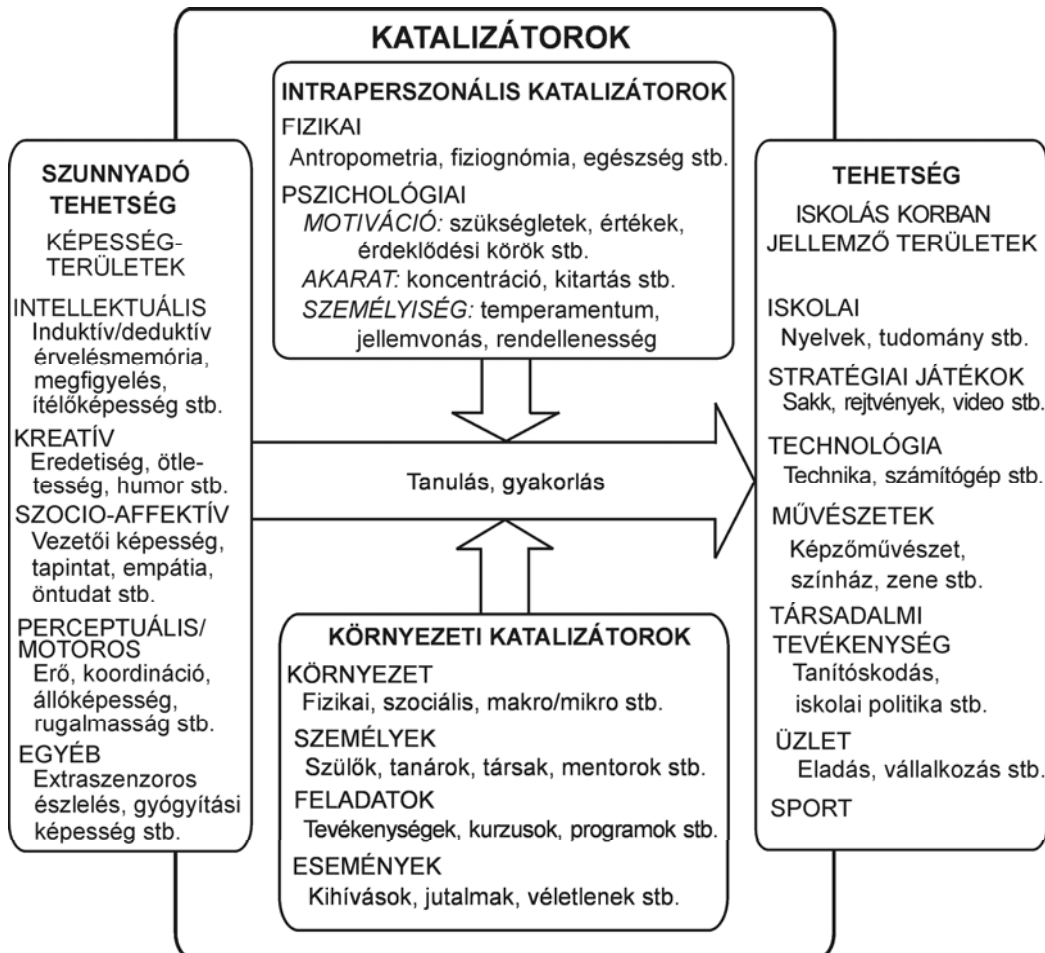 KATALIZÁTOROK
INTRAPERSZONÁLIS KATALIZÁTOROK
FIZIKAI
Antropometria, fiziognómia, egészség stb.
PSZICHOLÓGIAI
MOTIVÁCIÓ: szükségletek, értékek,
érdeklődési körök stb.
AKARAT: koncentráció, kitartás stb.
SZEMÉLYISÉG: temperamentum,
jellemvonás, rendellenesség
SZUNNYADÓ
TEHETSÉG
KÉPESSÉG-
TERÜLETEK
INTELLEKTUÁLIS
Induktív/deduktív
érvelésmemória,
megfigyelés,
ítélőképesség stb.
KREATÍV
Eredetiség, ötle-
tesség, humor stb.
SZOCIO-AFFEKTÍV
Vezetői képesség,
tapintat, empátia,
öntudat stb.
PERCEPTUÁLIS/
MOTOROS
Erő, koordináció,
állóképesség,
rugalmasság stb.
EGYÉB
Extraszenzoros
észlelés, gyógyítási
képesség stb.
Tanulás, gyakorlás
KÖRNYEZETI KATALIZÁTOROK
KÖRNYEZET
Fizikai, szociális, makro/mikro stb.
SZEMÉLYEK
Szülők, tanárok, társak, mentorok stb.
FELADATOK
Tevékenységek, kurzusok, programok stb.
ESEMÉNYEK
Kihívások, jutalmak, véletlenek stb.
TEHETSÉG
ISKOLÁS KORBAN
JELLEMZŐ TERÜLETEK
ISKOLAI
Nyelvek, tudomány stb.
STRATÉGIAI JÁTÉKOK
Sakk, rejtvények, video stb.
TECHNOLÓGIA
Technika, számítógép stb.
MŰVÉSZETEK
Képzőművészet,
színház, zene stb.
TÁRSADALMI
TEVÉKENYSÉG
Tanítóskodás,
iskolai politika stb.
ÜZLET
Eladás, vállalkozás stb.
SPORT